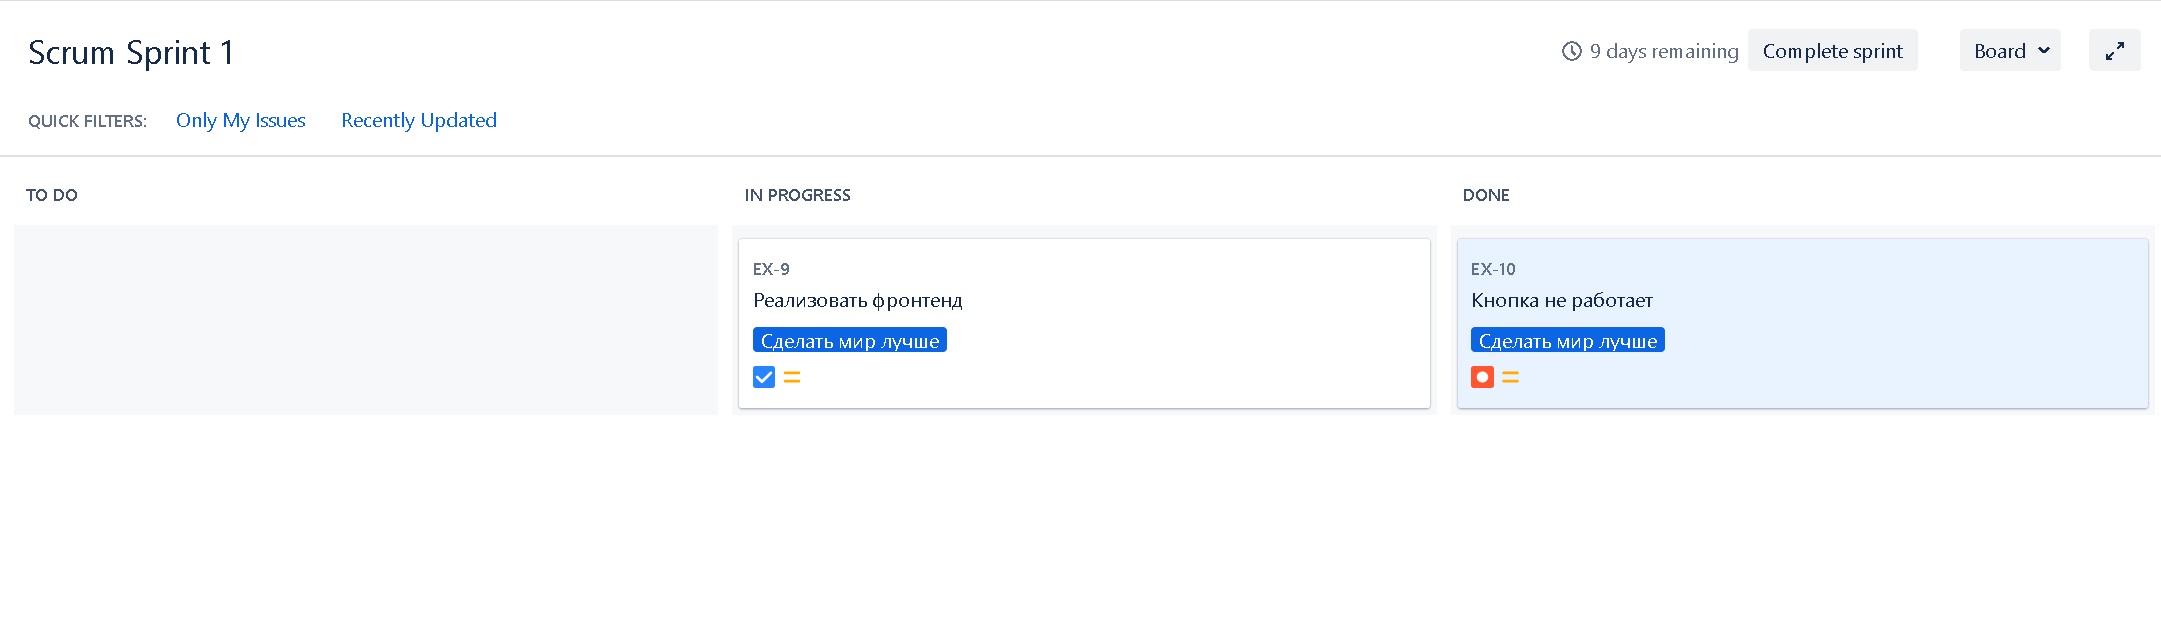 Scrum Sprint 1
9 days remaining
Complete sprint
Board
QUICK FILTERS:
Only My Issues
Recently Updated
TO DO
IN PROGRESS
DONE
EX-9
Реализовать фронтенд
Сделать мир лучше
EX-10
Кнопка не работает
Сделать мир лучше